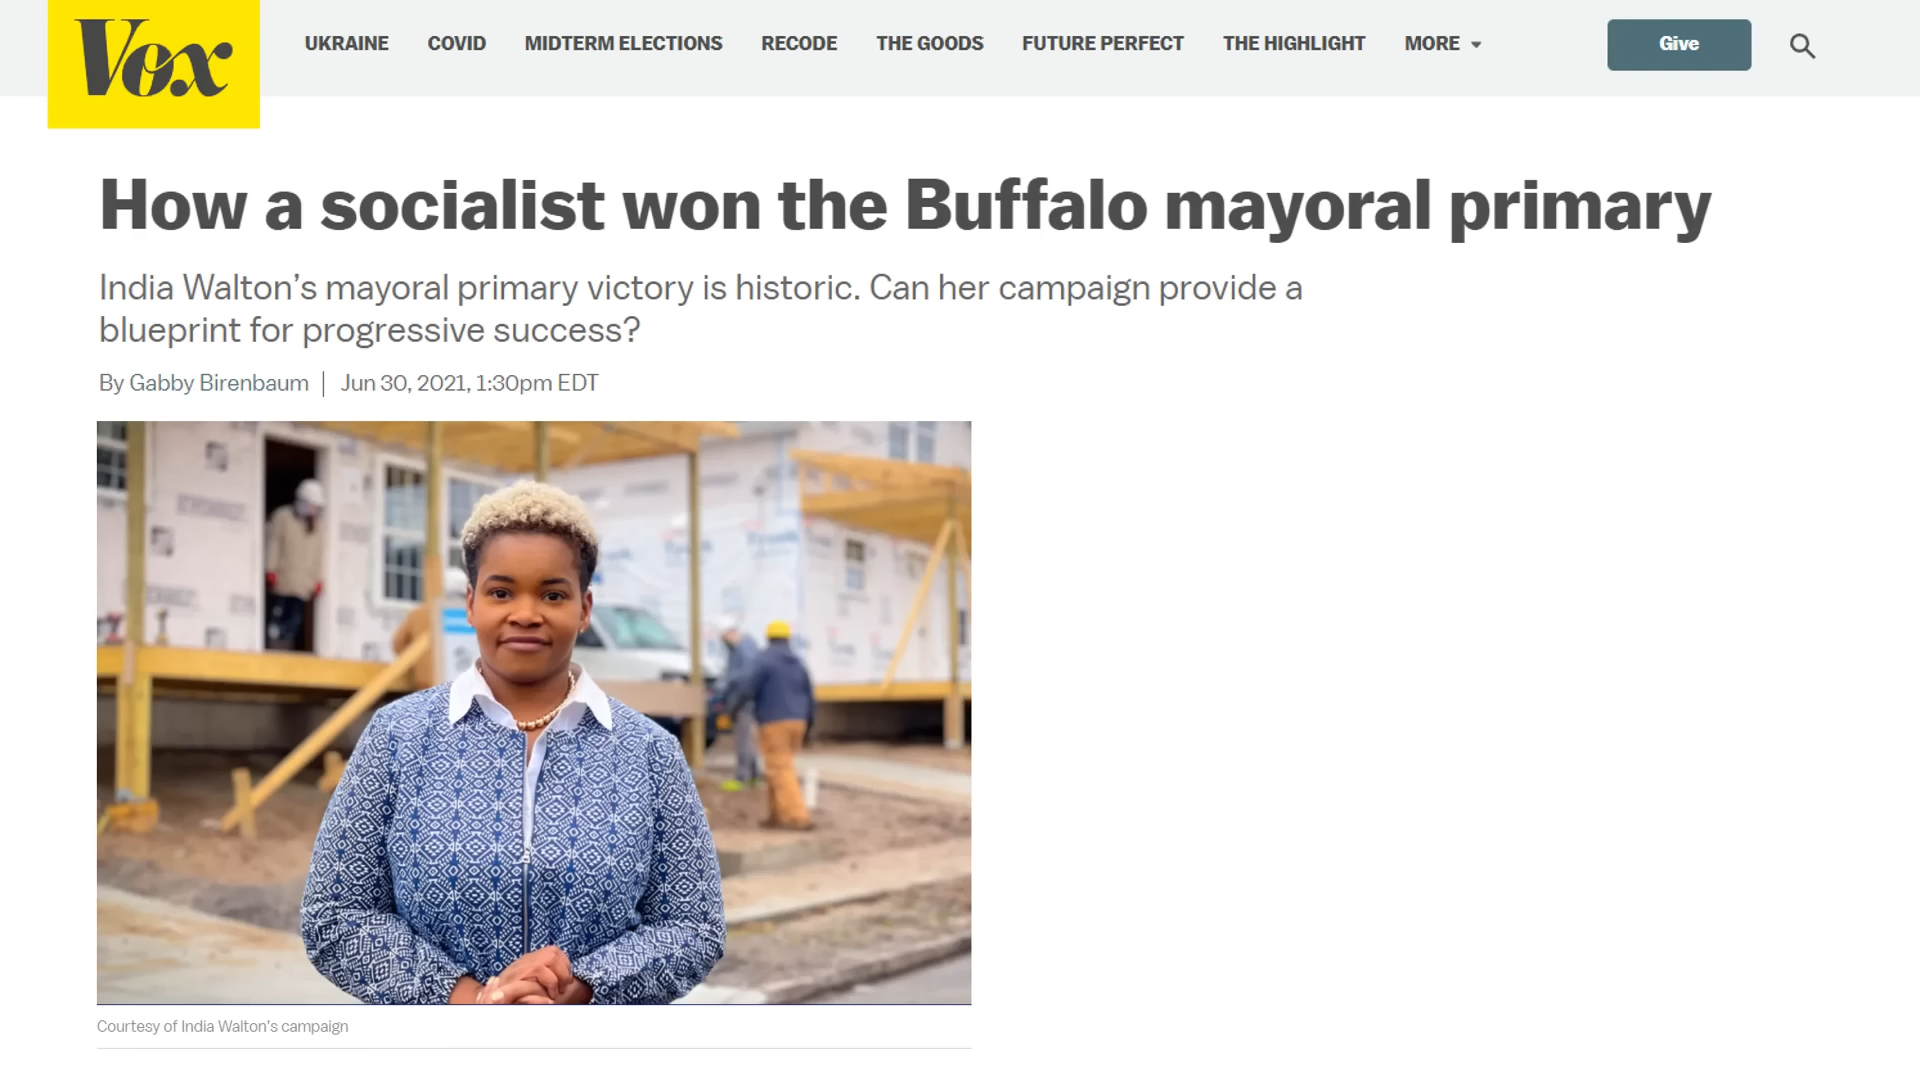 Vox
UKRAINE COVID MIDTERM ELECTIONS RECODE THE GOODS FUTURE PERFECT THE HIGHLIGHT MORE Give
How a socialist won the Buffalo mayoral primary
India Walton’s mayoral primary victory is historic. Can her campaign provide a
blueprint for progressive success?
By Gabby Birenbaum | Jun 30, 2021, 1:30pm EDT
Courtesy of India Walton’s campaign